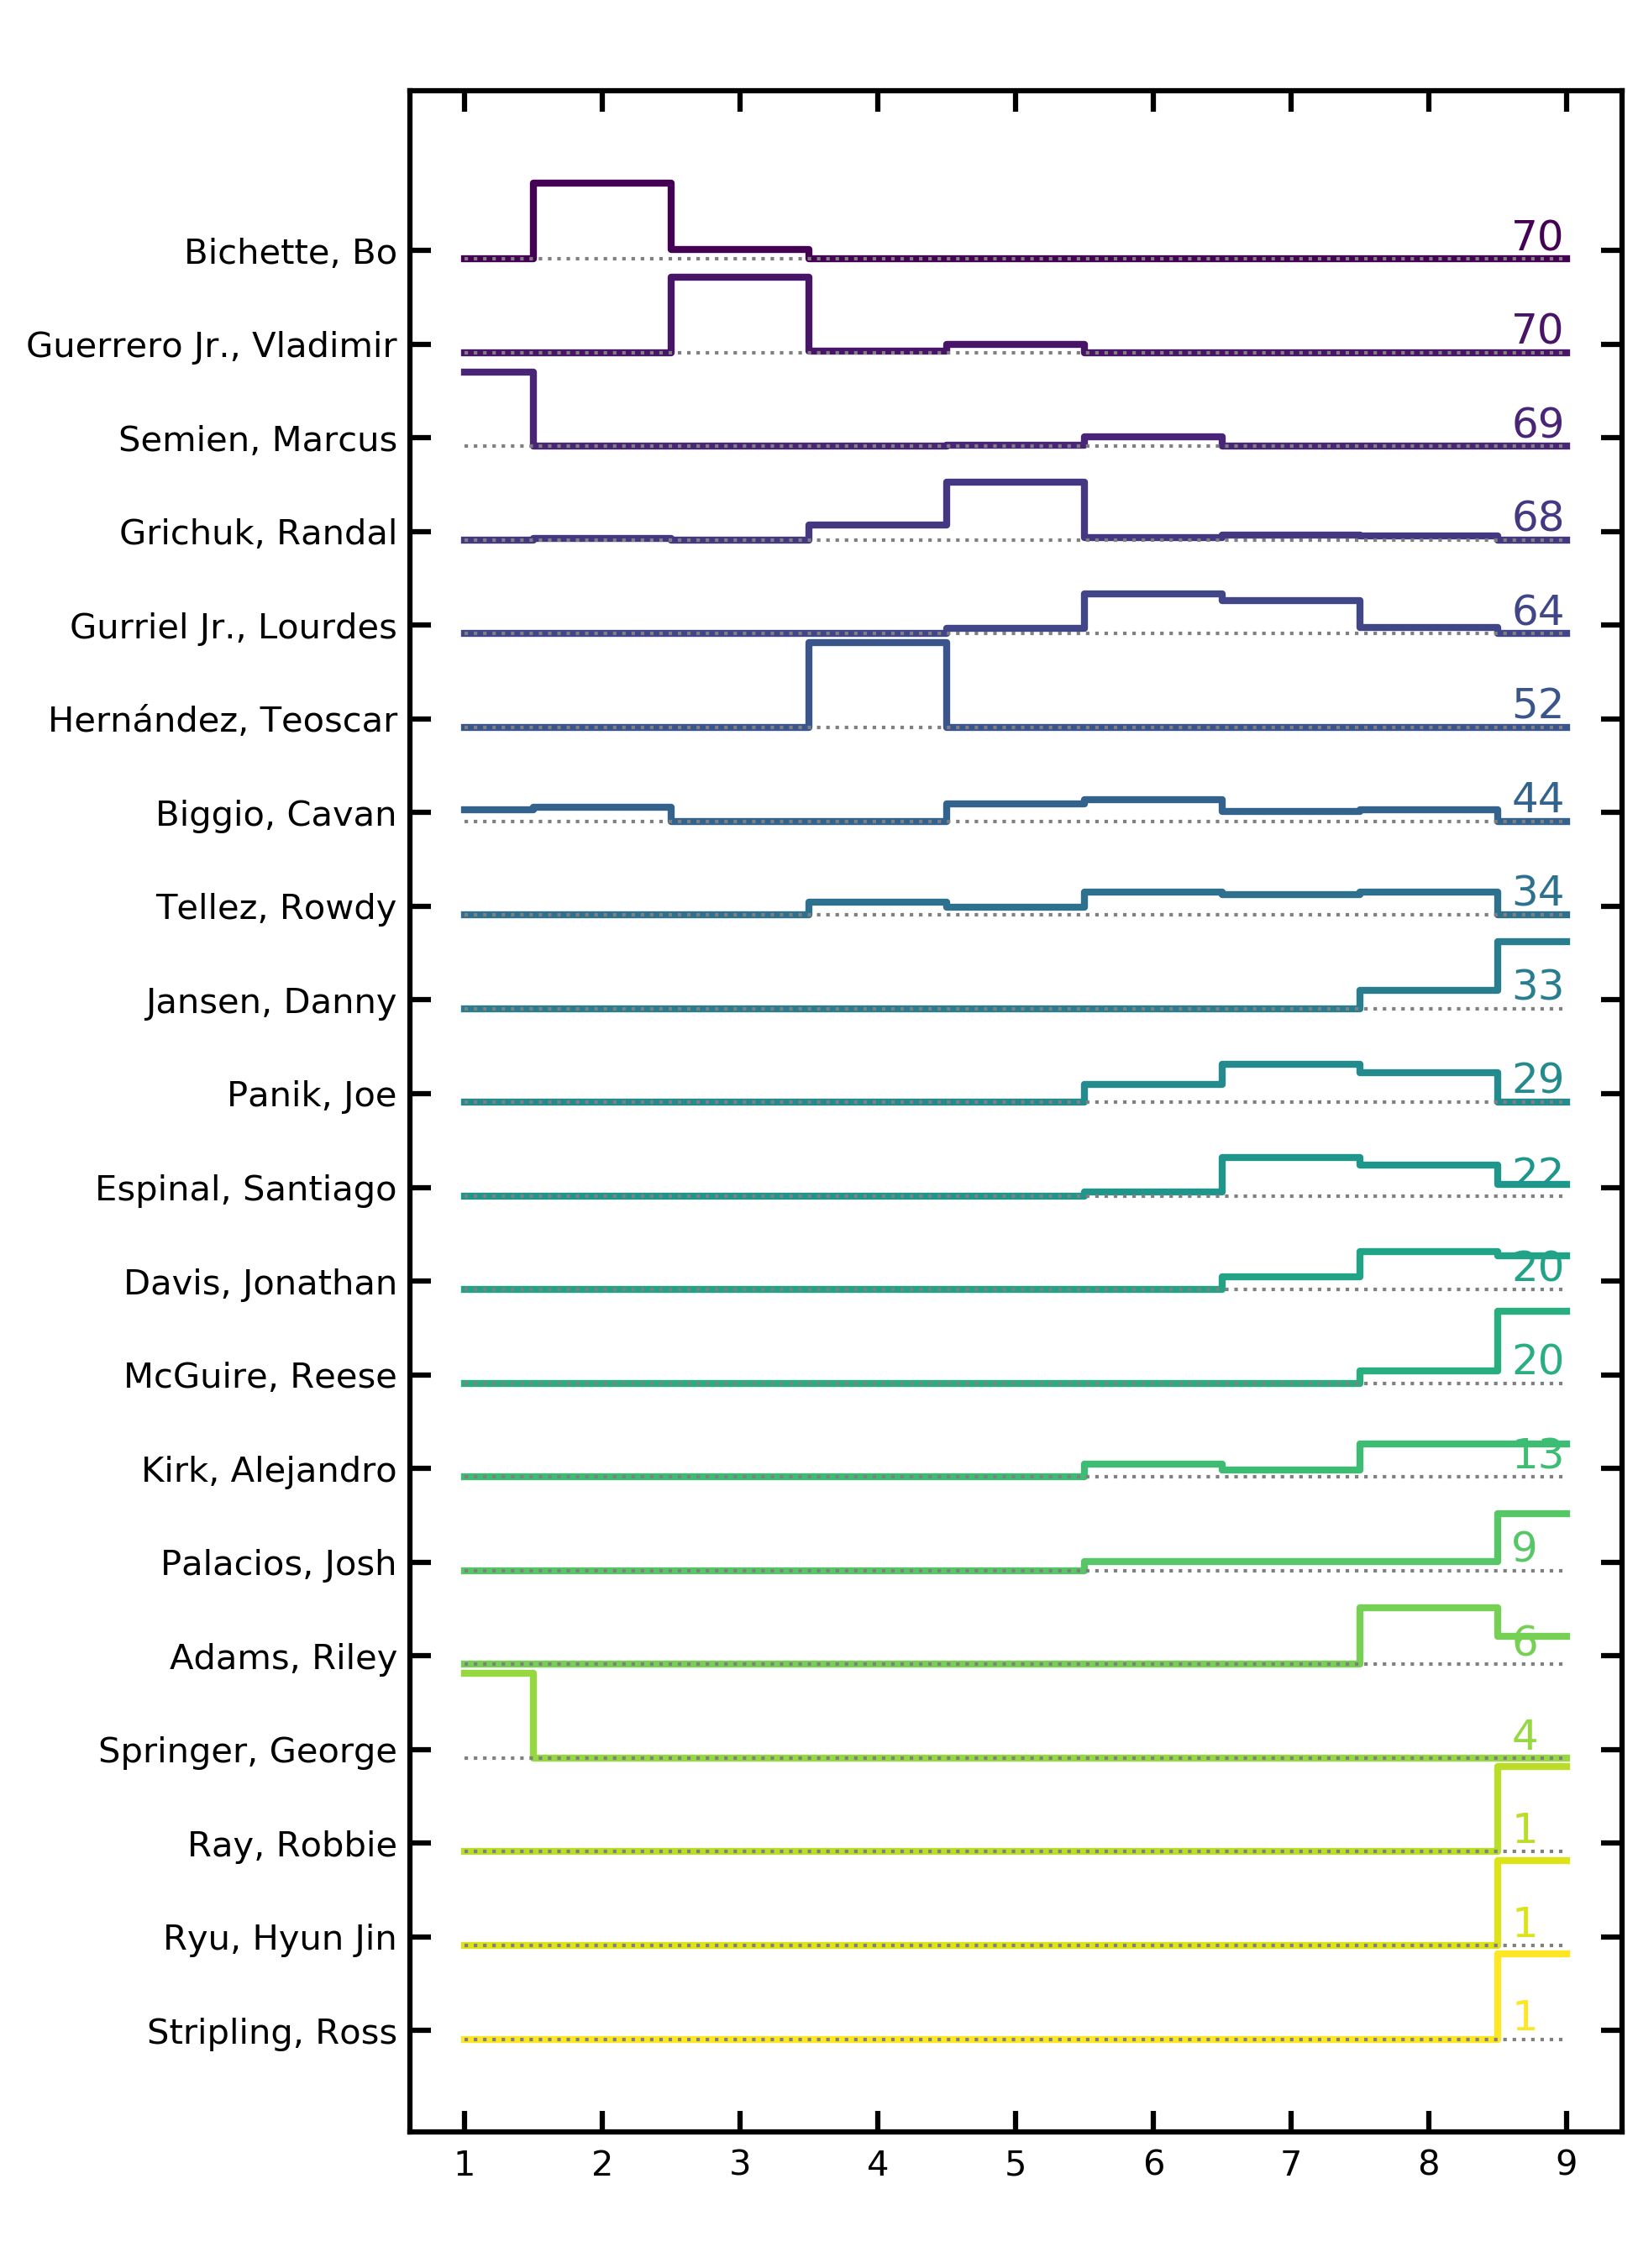 Bichette, Bo 70
Guerrero Jr., Vladimir 70
Semien, Marcus 69
Grichuk, Randal 68
Gurriel Jr., Lourdes 64
Hernández, Teoscar 52
Biggio, Cavan 44
Tellez, Rowdy 34
Jansen, Danny 33
Panik, Joe 29
Espinal, Santiago 22
Davis, Jonathan 20
McGuire, Reese 20
Kirk, Alejandro 13
Palacios, Josh 9
Adams, Riley 6
Springer, George 4
Ray, Robbie 1
Ryu, Hyun Jin 1
Stripling, Ross 1
1 2 3 4 5 6 7 8 9